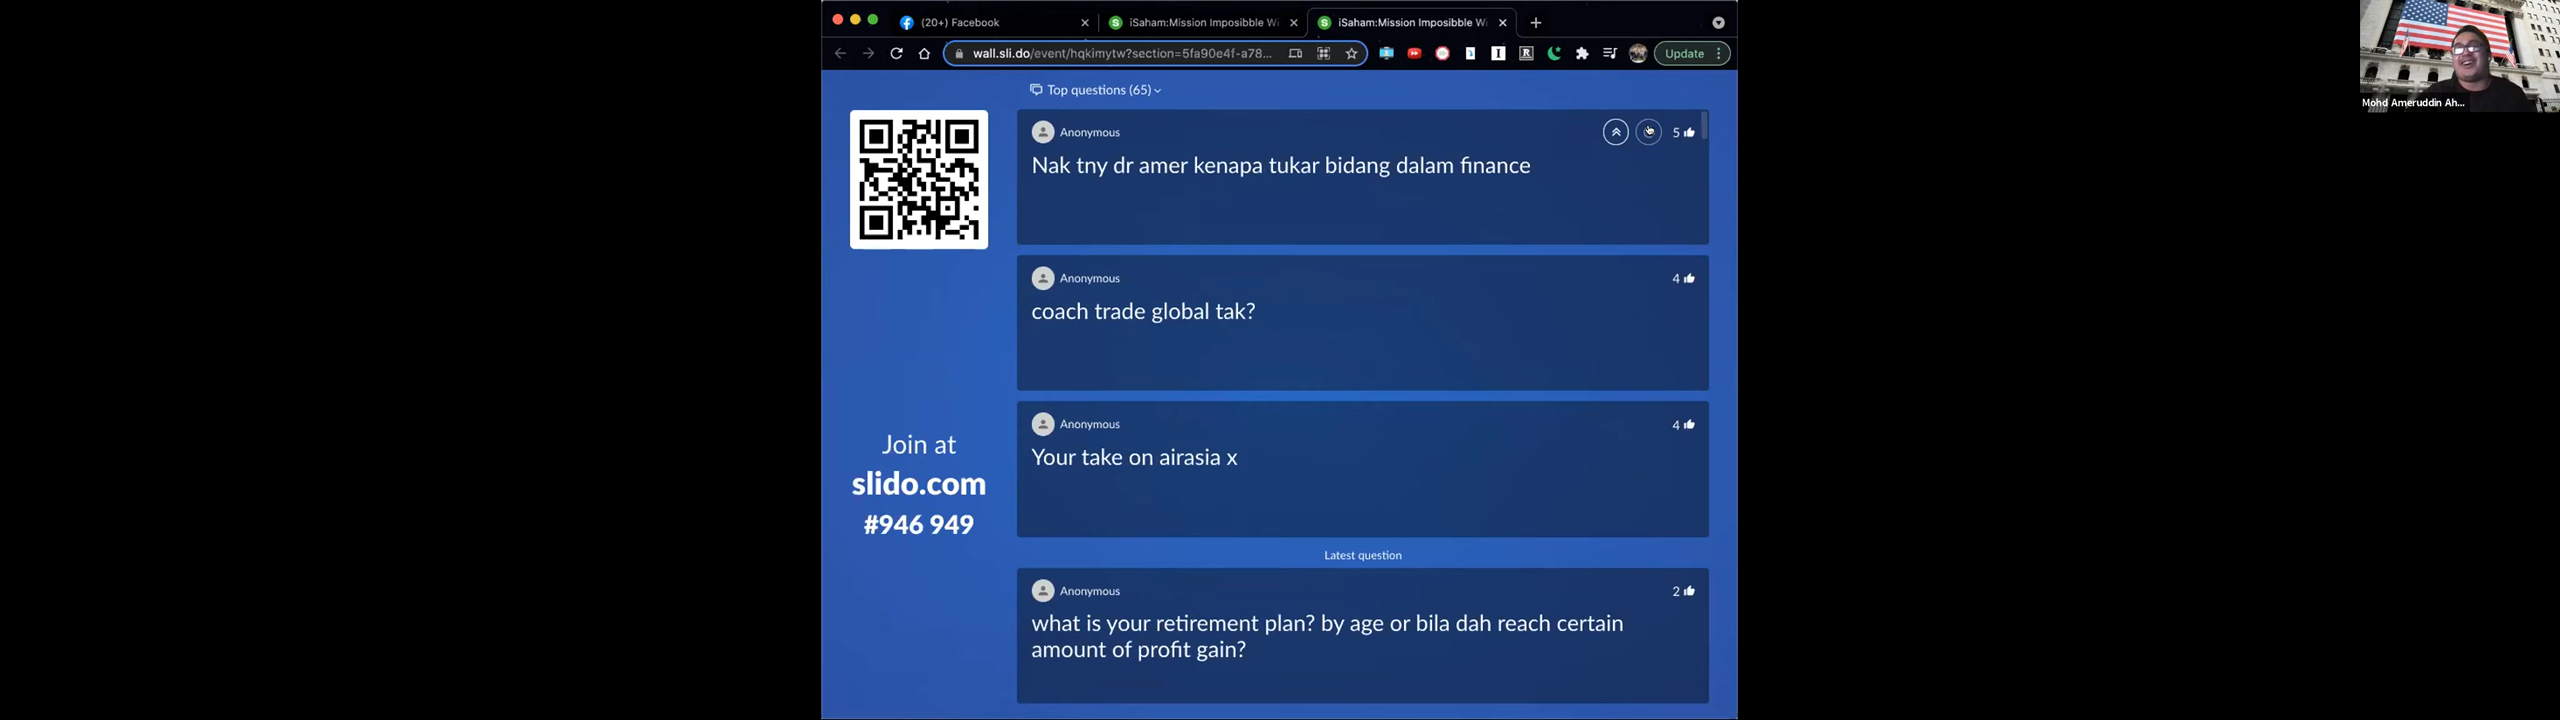 (20+) Facebook
iSaham:Mission Imposibble Wi
iSaham:Mission Imposibble Wi
wall.sli.do/event/hqkimytw?section=5fa90e4f-a78...
Update
Top questions (65)
Anonymous
5
Nak tny dr amer kenapa tukar bidang dalam finance
Anonymous
4
coach trade global tak?
Anonymous
4
Your take on airasia x
Join at
slido.com
#946 949
Latest question
Anonymous
2
what is your retirement plan? by age or bila dah reach certain
amount of profit gain?
Mohd Ameruddin Ah...